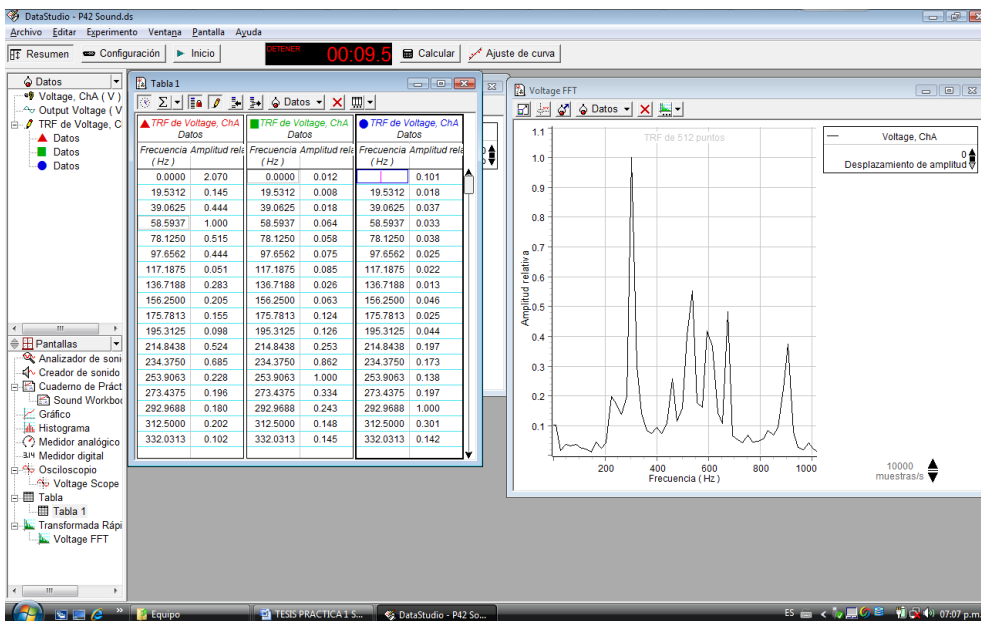 DataStudio - P42 Sound.ds
Archivo Editar Experimento Ventana Pantalla Ayuda
Resumen Configuración Inicio DETENER 00:09.5 Calcular Ajuste de curva
Datos
Voltage, ChA ( V )
Output Voltage ( V
TRF de Voltage, C
Datos
Datos
Datos
Pantallas
Analizador de soni
Creador de sonido
Cuaderno de Práct
Sound Workbo
Gráfico
Histograma
Medidor analógico
3.14 Medidor digital
Osciloscopio
Voltage Scope
Tabla
Table 1
Transformada Rápi
Voltage FFT
Tabla 1
Σ Datos
TRF de Voltage, ChA TRF de Voltage, ChA TRF de Voltage, ChA
Datos Datos Datos
Frecuencia Amplitud rela Frecuencia Amplitud rela Frecuencia Amplitud rela
( Hz ) ( Hz ) ( Hz )
0.0000 2.070 0.0000 0.012 0.101
19.5312 0.145 19.5312 0.008 19.5312 0.018
39.0625 0.444 39.0625 0.018 39.0625 0.037
58.5937 1.000 58.5937 0.064 58.5937 0.033
78.1250 0.515 78.1250 0.058 78.1250 0.038
97.6562 0.444 97.6562 0.075 97.6562 0.025
117.1875 0.051 117.1875 0.085 117.1875 0.022
136.7188 0.283 136.7188 0.026 136.7188 0.013
156.2500 0.205 156.2500 0.063 156.2500 0.046
175.7813 0.155 175.7813 0.124 175.7813 0.025
195.3125 0.098 195.3125 0.126 195.3125 0.044
214.8438 0.524 214.8438 0.253 214.8438 0.197
234.3750 0.685 234.3750 0.862 234.3750 0.173
253.9063 0.228 253.9063 1.000 253.9063 0.138
273.4375 0.196 273.4375 0.334 273.4375 0.197
292.9688 0.180 292.9688 0.243 292.9688 1.000
312.5000 0.202 312.5000 0.148 312.5000 0.301
332.0313 0.102 332.0313 0.145 332.0313 0.142
Voltage FFT
Datos
TRF de 512 puntos
Voltage, ChA
0
Desplazamiento de amplitud
Amplitud relativa
1.1
1.0
0.9
0.8
0.7
0.6
0.5
0.4
0.3
0.2
0.1
200 400 600 800 1000
Frecuencia ( Hz )
10000
muestras/s
Equipo TESIS PRACTICA 1 S... DataStudio - P42 So... ES 07:07 p.m.